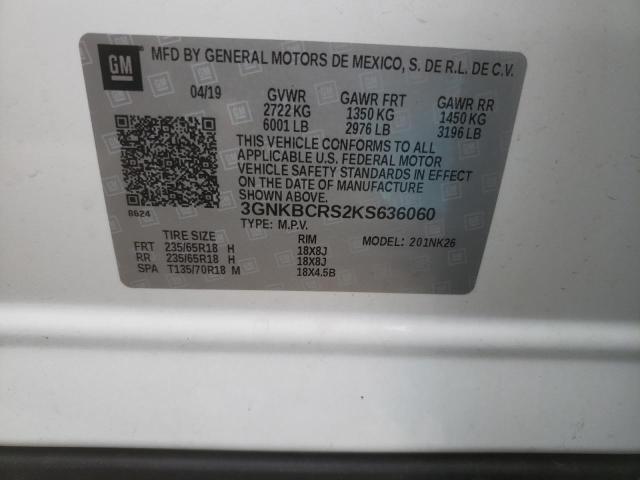 GM MFD BY GENERAL MOTORS DE MEXICO, S. DE R.L. DE C.V.
04/19 GVWR GAWR FRT GAWR RR
2722 KG 1350 KG 1450 KG
6001 LB 2976 LB 3196 LB
THIS VEHICLE CONFORMS TO ALL
APPLICABLE U.S. FEDERAL MOTOR
VEHICLE SAFETY STANDARDS IN EFFECT
ON THE DATE OF MANUFACTURE
SHOWN ABOVE.
8624
3GNKBCRS2KS636060
TYPE: M.P.V.
TIRE SIZE RIM MODEL: 201NK26
FRT 235/65R18 H 18X8J
RR 235/65R18 H 18X8J
SPA T135/70R18 M 18X4.5B